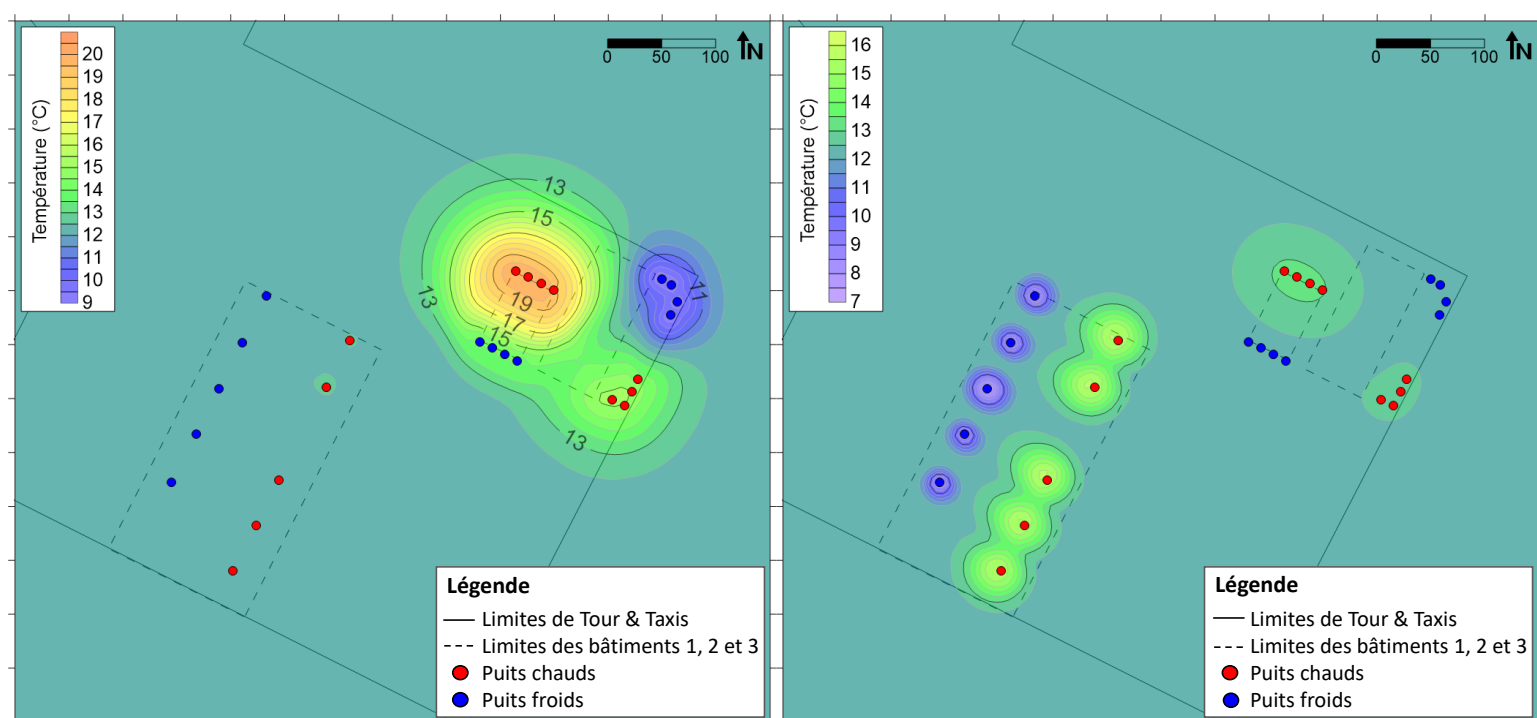 Température (°C)
20
19
18
17
16
15
14
13
12
11
10
9
0 50 100
N
13
15
19
17
15
13
11
13
Légende
Limites de Tour & Taxis
Limites des bâtiments 1, 2 et 3
Puits chauds
Puits froids
Température (°C)
16
15
14
13
12
11
10
9
8
7
0 50 100
N
Légende
Limites de Tour & Taxis
Limites des bâtiments 1, 2 et 3
Puits chauds
Puits froids